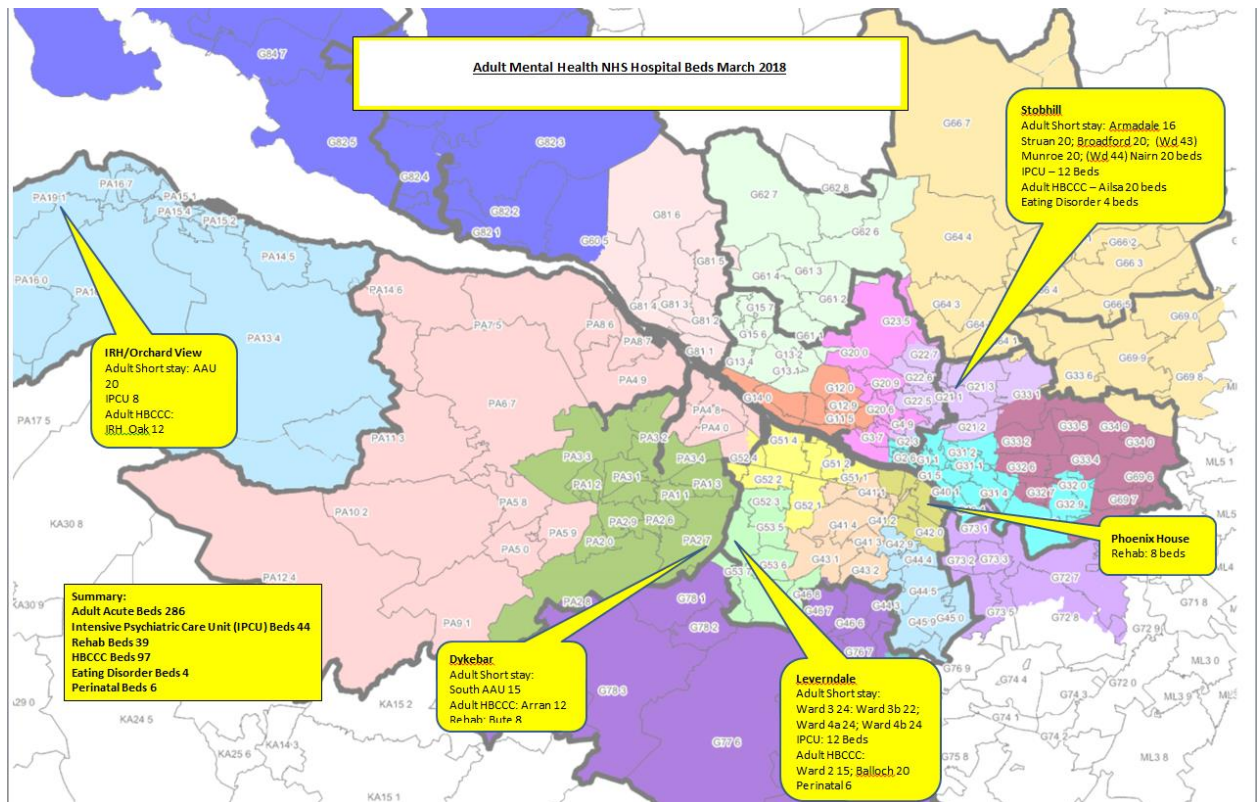 Adult Mental Health NHS Hospital Beds March 2018
Stobhill
Adult Short stay: Armadale 16
Struan 20; Broadford 20; (Wd 43)
Munroe 20; (Wd 44) Nairn 20 beds
IPCU – 12 Beds
Adult HBCCC – Ailsa 20 beds
Eating Disorder 4 beds
IRH/Orchard View
Adult Short stay: AAU
20
IPCU 8
Adult HBCCC:
IRH Oak 12
Phoenix House
Rehab: 8 beds
Summary:
Adult Acute Beds 286
Intensive Psychiatric Care Unit (IPCU) Beds 44
Rehab Beds 39
HBCCC Beds 97
Eating Disorder Beds 4
Perinatal Beds 6
Dykebar
Adult Short stay:
South AAU 15
Adult HBCCC: Arran 12
Rehab: Bute 8
Leverndale
Adult Short stay:
Ward 3 24: Ward 3b 22;
Ward 4a 24; Ward 4b 24
IPCU: 12 Beds
Adult HBCCC:
Ward 2 15; Balloch 20
Perinatal 6
G84 7
G82 5
G82 4
G82 3
G82 2
G82 1
G60 5
G81 6
G81 5
G81 4
G81 3
G81 2
G81 1
G62 7
G62 8
G62 6
G61 4
G61 3
G61 2
G61 1
G15 7
G15 6
G13 4
G13 2
G66 7
G64 4
G66 2
G66 3
G66 5
G64 3
G69 0
G69 9
G69 8
G33 6
PA19 1
PA16 7
PA15 1
PA15 4
PA15 2
PA14 5
PA16 0
PA13 4
PA14 6
PA7 5
PA8 6
PA8 7
PA4 9
PA6 7
PA4 8
PA4 0
PA11 3
PA3 2
PA3 3
PA3 4
PA1 2
PA3 1
PA1 1
PA1 3
PA10 2
PA5 8
PA5 9
PA5 0
PA2 9
PA2 6
PA2 0
PA2 7
PA2 8
PA12 4
PA9 1
PA17 5
KA30 8
KA30 9
KA24 5
KA25 6
KA14 3
KA15 2
KA15 1
G23 5
G20 0
G22 7
G22 6
G22 5
G20 9
G20 6
G21 1
G21 3
G21 2
G33 1
G12 0
G12 9
G11 5
G14 0
G4 9
G3 7
G2 3
G1 1
G1 5
G31 2
G31 1
G31 4
G40 1
G33 2
G33 5
G34 9
G34 0
G33 4
G32 6
G32 7
G32 0
G32 9
G69 6
G69 7
G51 4
G51 2
G51 1
G52 4
G52 2
G52 1
G52 3
G53 5
G53 6
G53 7
G41 1
G41 4
G41 2
G41 3
G42 0
G42 9
G43 1
G43 2
G44 4
G44 5
G44 3
G45 9
G45 0
G46 8
G46 7
G46 6
G73 1
G73 2
G73 3
G73 5
G72 7
G72 8
G72 9
G71 8
G78 1
G78 2
G78 3
G77 6
G76 7
G76 9
G74 4
G74 3
G72 0
G74 1
G74 2
G75 8
ML3 0
ML3 8